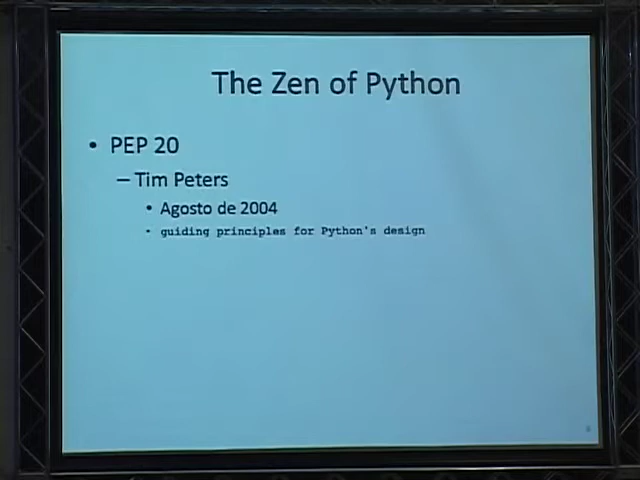 The Zen of Python
• PEP 20
– Tim Peters
• Agosto de 2004
• guiding principles for Python's design